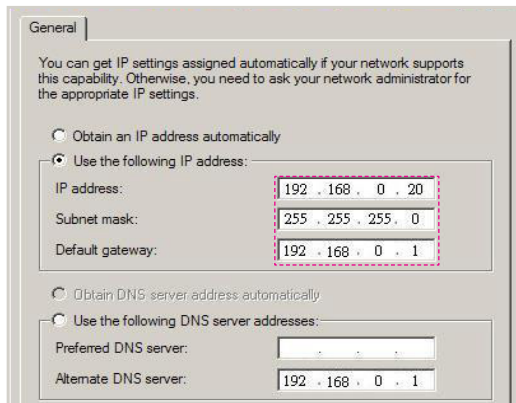 General
You can get IP settings assigned automatically if your network supports
this capability. Otherwise, you need to ask your network administrator for
the appropriate IP settings.
Obtain an IP address automatically
Use the following IP address:
IP address: 192 . 168 . 0 . 20
Subnet mask: 255 . 255 . 255 . 0
Default gateway: 192 . 168 . 0 . 1
Obtain DNS server address automatically
Use the following DNS server addresses:
Preferred DNS server: . . .
Alternate DNS server: 192 . 168 . 0 . 1